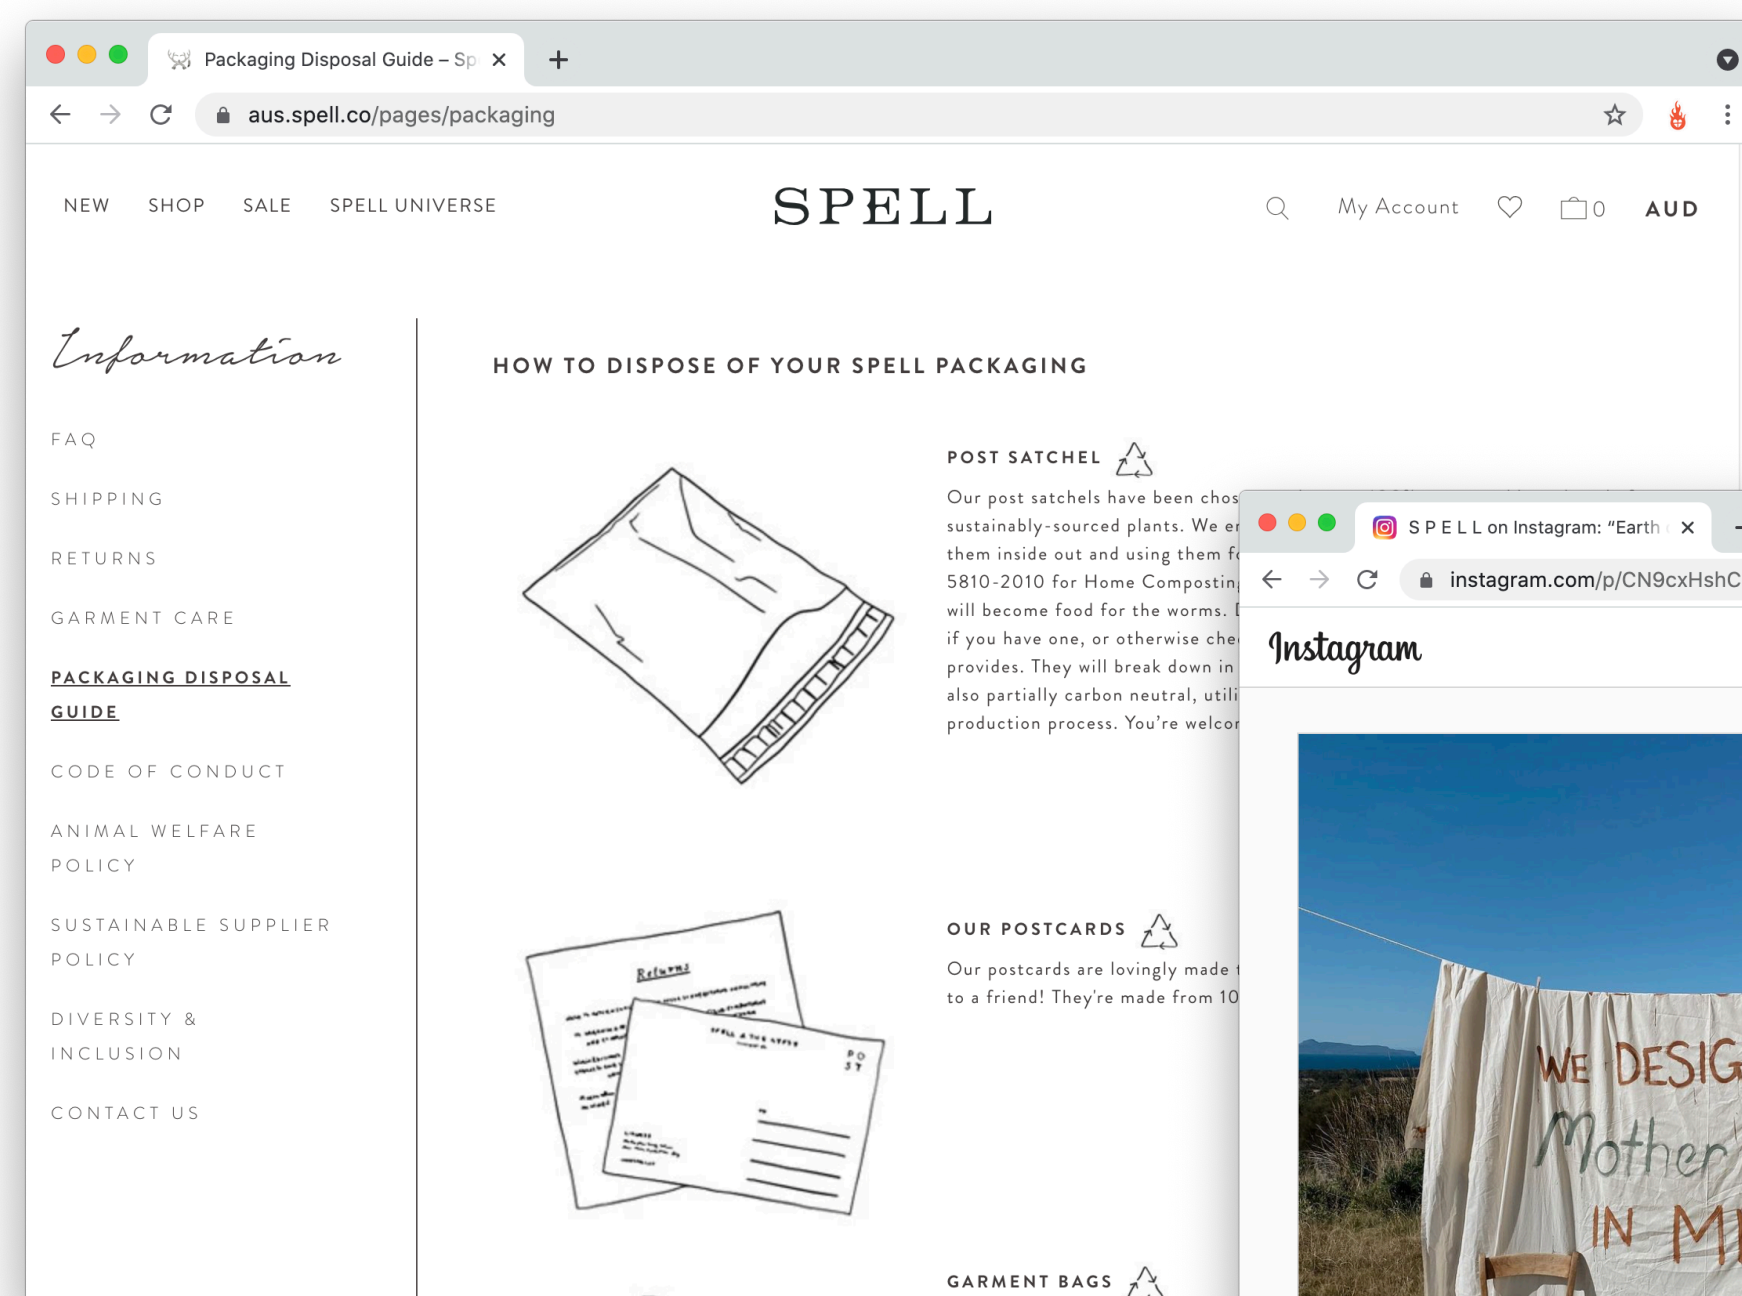 Packaging Disposal Guide – Sp
aus.spell.co/pages/packaging
NEW SHOP SALE SPELL UNIVERSE
SPELL
My Account 0 AUD
Information
FAQ
SHIPPING
RETURNS
GARMENT CARE
PACKAGING DISPOSAL
GUIDE
CODE OF CONDUCT
ANIMAL WELFARE
POLICY
SUSTAINABLE SUPPLIER
POLICY
DIVERSITY &
INCLUSION
CONTACT US
HOW TO DISPOSE OF YOUR SPELL PACKAGING
POST SATCHEL
Our post satchels have been chos
sustainably-sourced plants. We en
them inside out and using them fo
5810-2010 for Home Composting
will become food for the worms.
if you have one, or otherwise che
provides. They will break down in
also partially carbon neutral, utili
production process. You're welcor
Returns
PO
ST
OUR POSTCARDS
Our postcards are lovingly made
to a friend! They're made from 10
GARMENT BAGS
S P E L L on Instagram: “Earth
instagram.com/p/CN9cxHshC
Instagram
WE DESIG
Mother
IN M